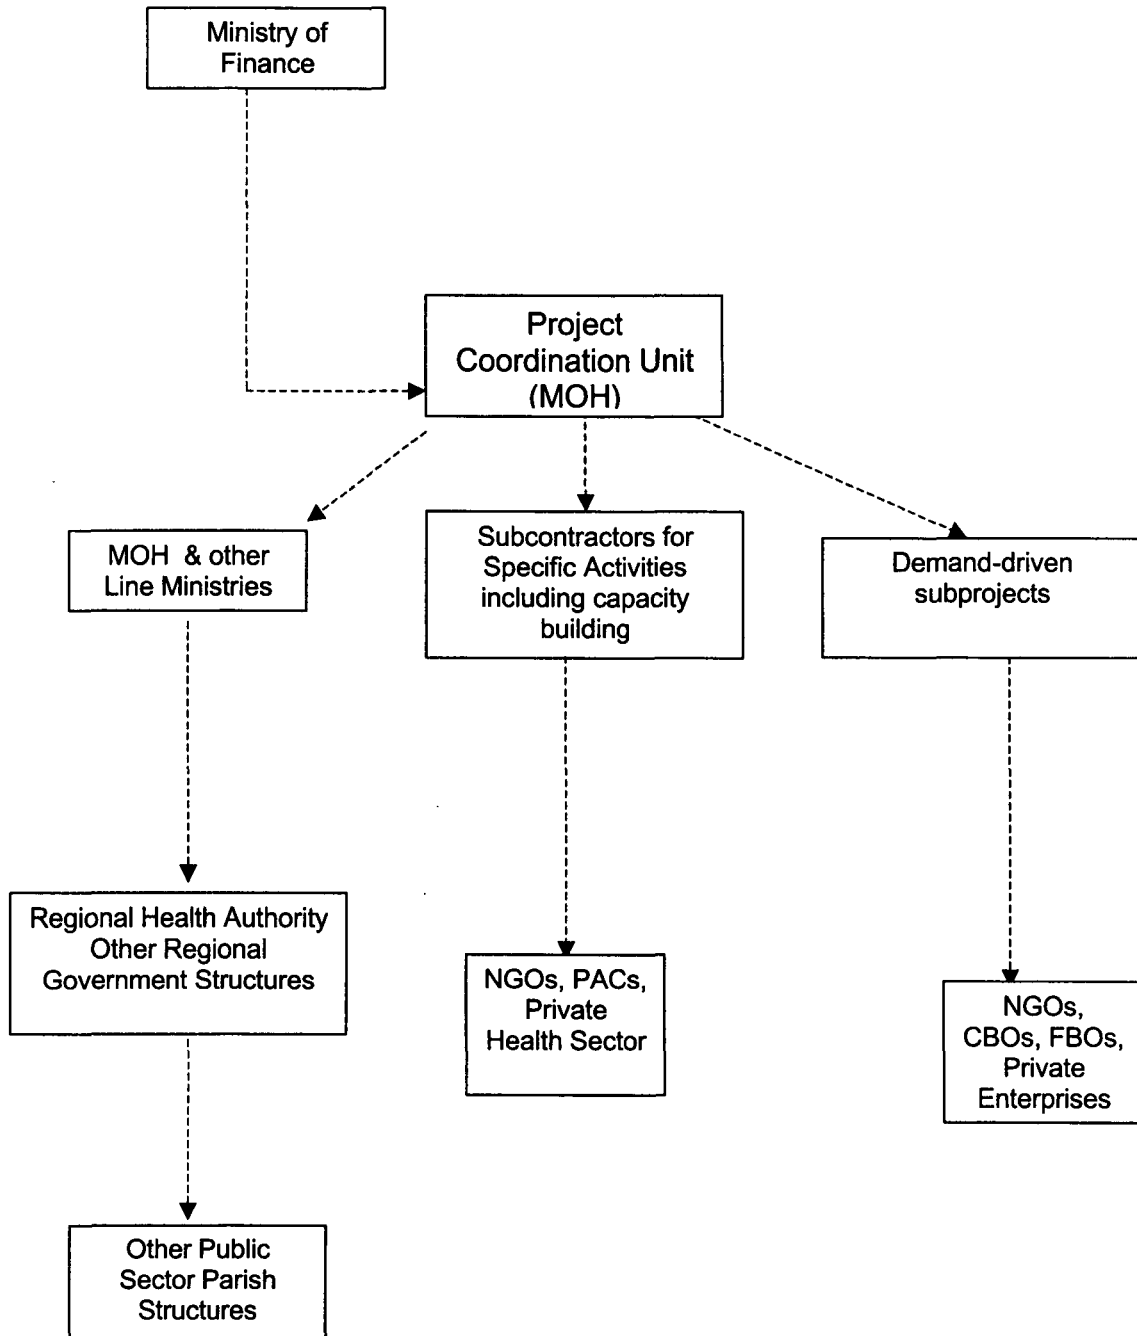 Ministry of
Finance
Project
Coordination Unit
(MOH)
MOH & other
Line Ministries
Subcontractors for
Specific Activities
including capacity
building
Demand-driven
subprojects
Regional Health Authority
Other Regional
Government Structures
NGOs, PACs,
Private
Health Sector
NGOs,
CBOs, FBOs,
Private
Enterprises
Other Public
Sector Parish
Structures